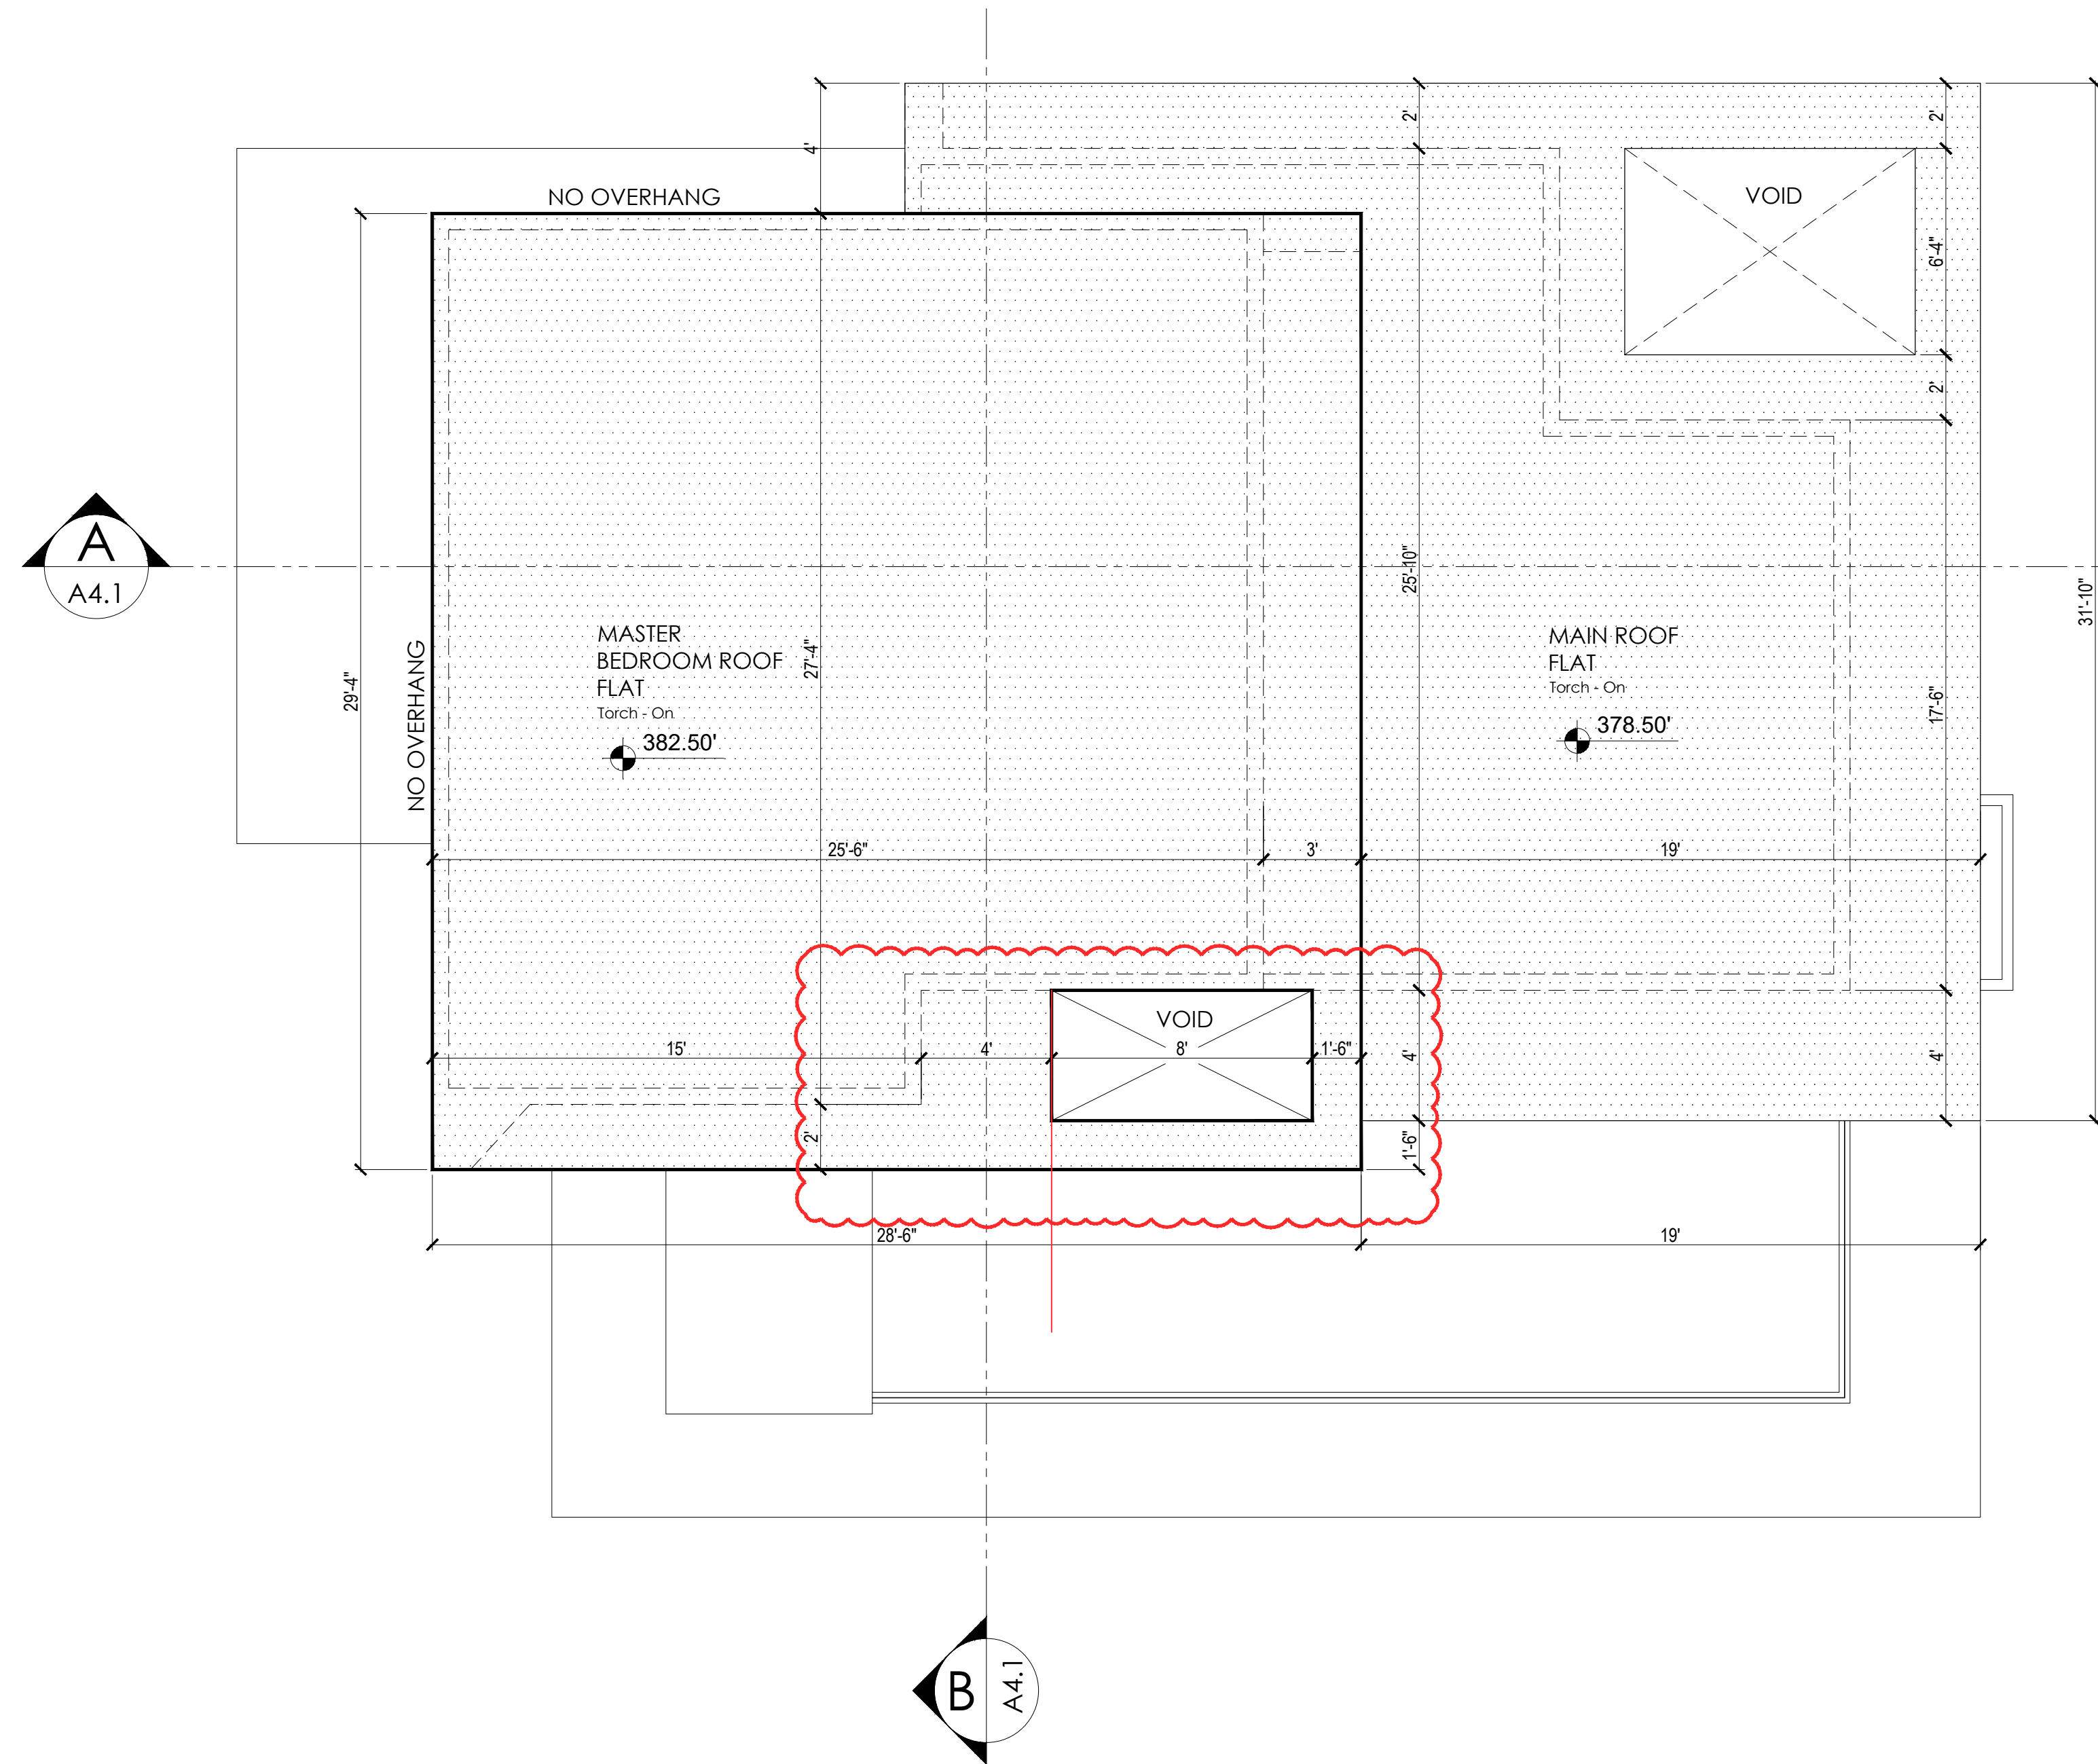 2'
2'
4'
NO OVERHANG
VOID
6'-4"
2'
A
A4.1
25'-10"
31'-10"
MASTER
BEDROOM ROOF
FLAT
Torch - On
382.50'
27'-4"
29'-4"
NO OVERHANG
MAIN ROOF
FLAT
Torch - On
378.50'
17'-6"
25'-6"
3'
19'
VOID
15'
4'
8'
1'-6"
4'
4'
2'
1'-6"
28'-6"
19'
B
A4.1